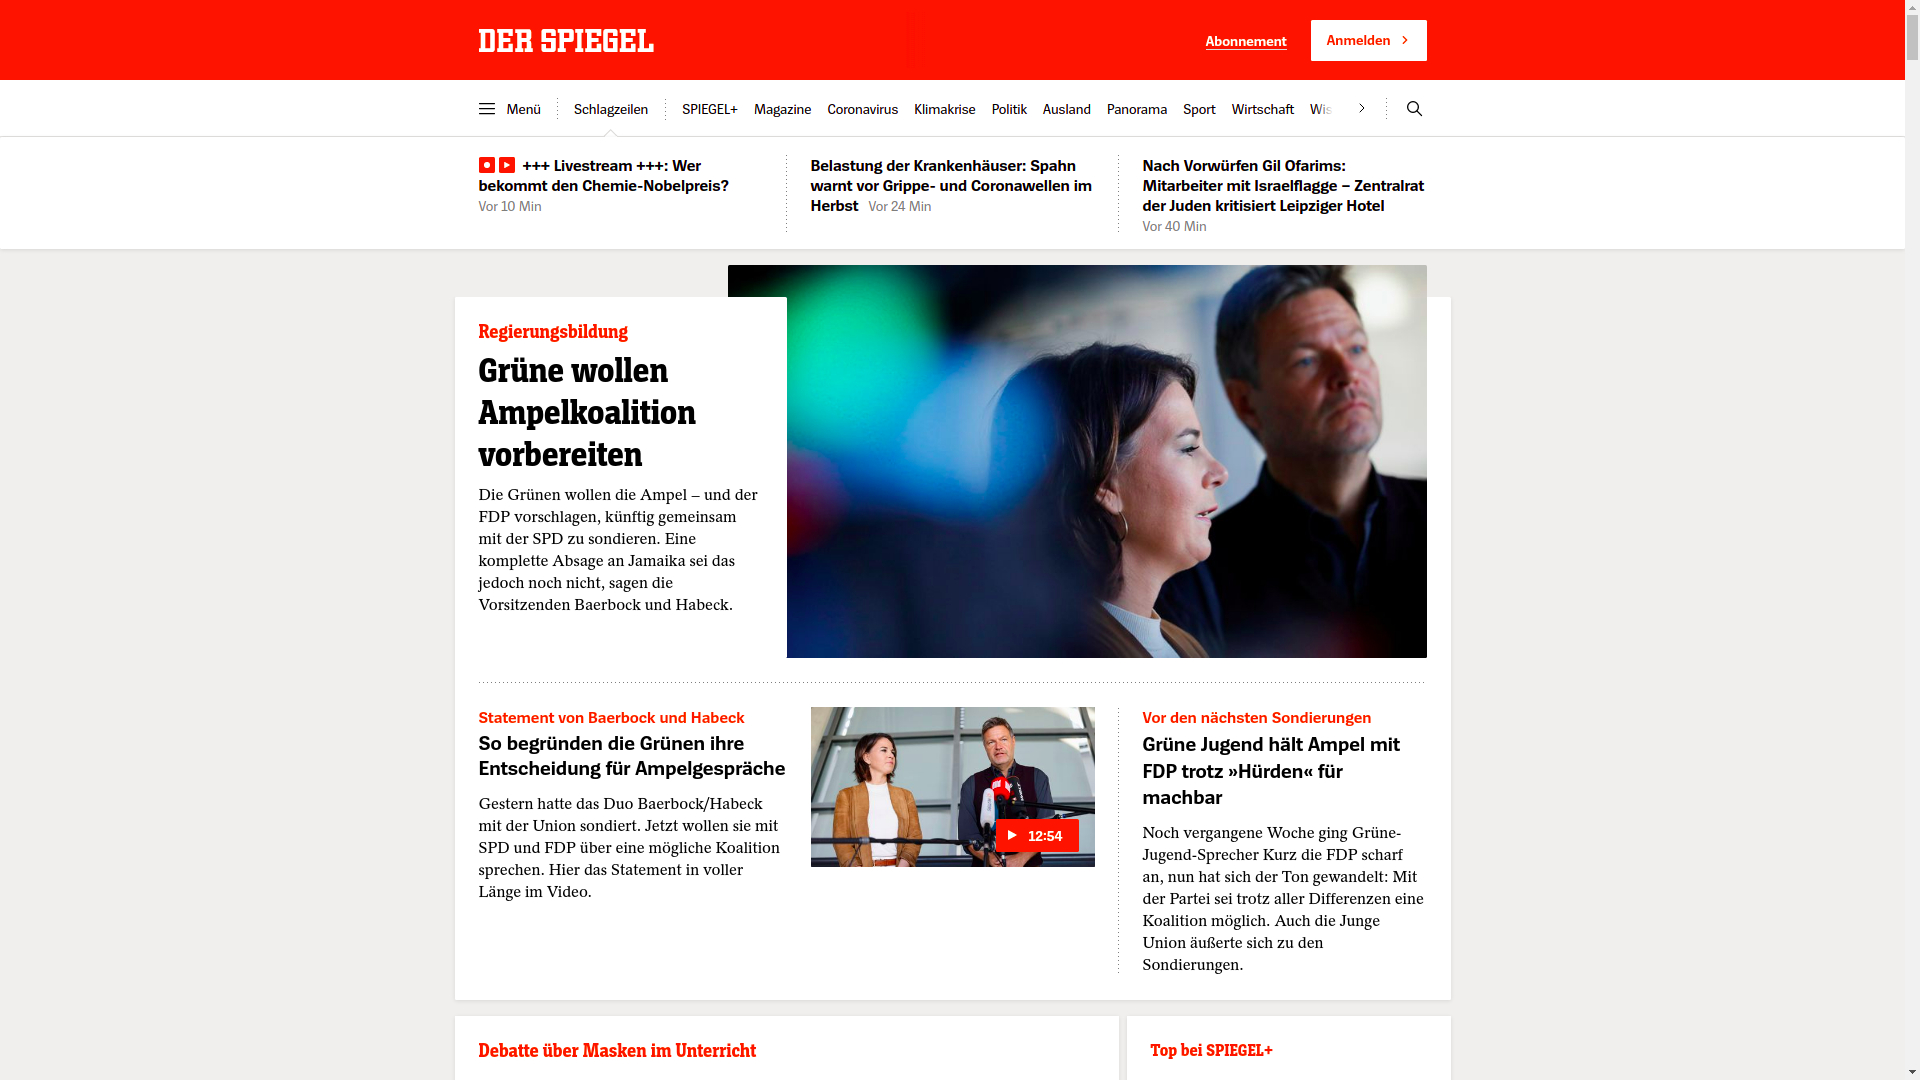 DER SPIEGEL
Abonnement
Anmelden
Menü
Schlagzeilen
SPIEGEL+
Magazine
Coronavirus
Klimakrise
Politik
Ausland
Panorama
Sport
Wirtschaft
Wis
+++ Livestream +++: Wer
bekommt den Chemie-Nobelpreis?
Vor 10 Min
Belastung der Krankenhäuser: Spahn
warnt vor Grippe- und Coronawellen im
Herbst Vor 24 Min
Nach Vorwürfen Gil Ofarims:
Mitarbeiter mit Israelflagge – Zentralrat
der Juden kritisiert Leipziger Hotel
Vor 40 Min
Regierungsbildung
Grüne wollen
Ampelkoalition
vorbereiten
Die Grünen wollen die Ampel – und der
FDP vorschlagen, künftig gemeinsam
mit der SPD zu sondieren. Eine
komplette Absage an Jamaika sei das
jedoch noch nicht, sagen die
Vorsitzenden Baerbock und Habeck.
Statement von Baerbock und Habeck
So begründen die Grünen ihre
Entscheidung für Ampelgespräche
Gestern hatte das Duo Baerbock/Habeck
mit der Union sondiert. Jetzt wollen sie mit
SPD und FDP über eine mögliche Koalition
sprechen. Hier das Statement in voller
Länge im Video.
12:54
Vor den nächsten Sondierungen
Grüne Jugend hält Ampel mit
FDP trotz »Hürden« für
machbar
Noch vergangene Woche ging Grüne-
Jugend-Sprecher Kurz die FDP scharf
an, nun hat sich der Ton gewandelt: Mit
der Partei sei trotz aller Differenzen eine
Koalition möglich. Auch die Junge
Union äußerte sich zu den
Sondierungen.
Debatte über Masken im Unterricht
Top bei SPIEGEL+